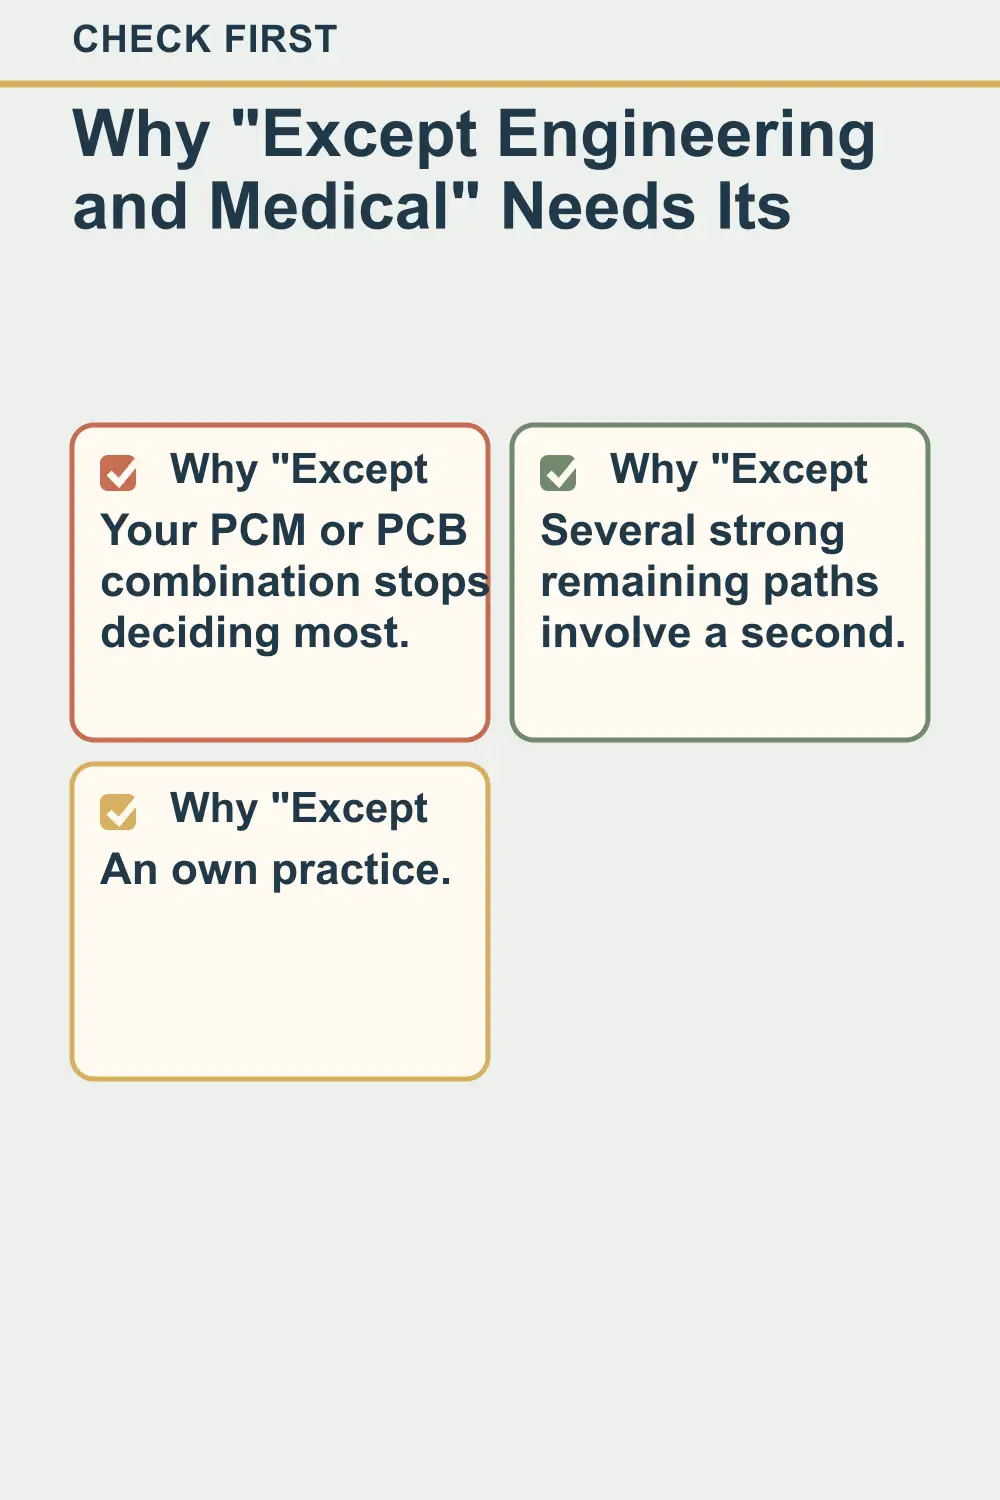 CHECK FIRST
Why "Except Engineering
and Medical" Needs Its
Why "Except
Your PCM or PCB
combination stops
deciding most.
Why "Except
Several strong
remaining paths
involve a second.
Why "Except
An own practice.